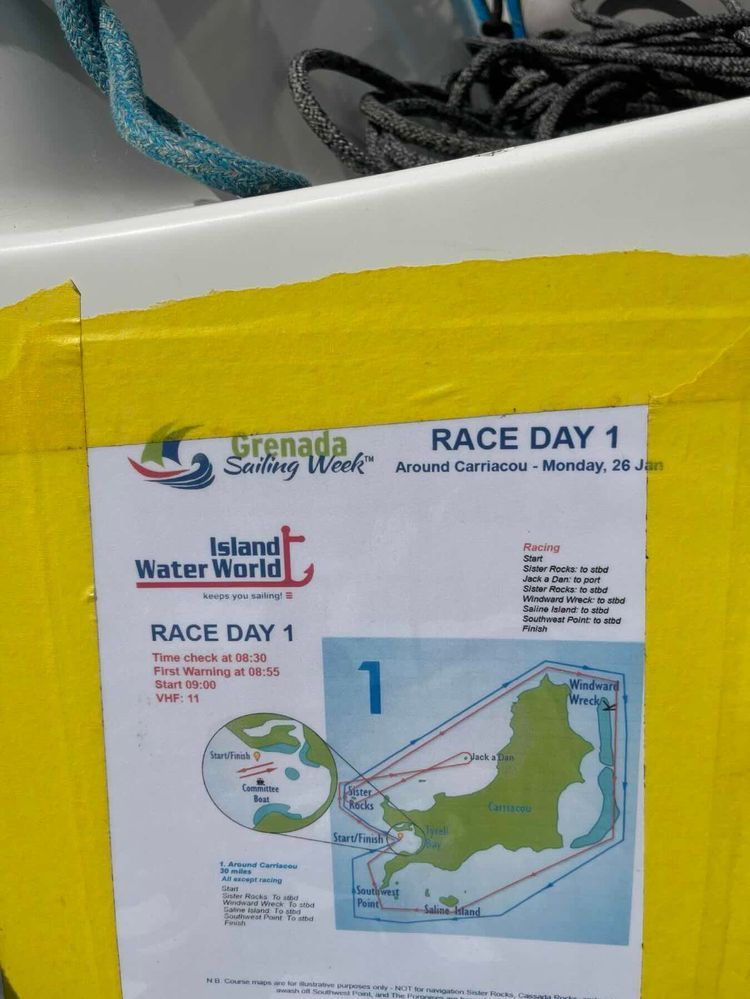 Grenada
Sailing Week™
RACE DAY 1
Around Carriacou - Monday, 26 Jan
Island
Water World
keeps you sailing!
RACE DAY 1
Time check at 08:30
First Warning at 08:55
Start 09:00
VHF: 11
Racing
Start
Sister Rocks: to stbd
Jack a Dan: to port
Sister Rocks: to stbd
Windward Wreck: to stbd
Saline Island: to stbd
Southwest Point: to stbd
Finish
1
Windward
Wreck
Jack a Dan
Start/Finish
Committee
Boat
Sister
Rocks
Carriacou
Start/Finish
Tyrell
Bay
Southwest
Point
Saline Island
1. Around Carriacou
30 miles
All except racing
Start
Sister Rocks: To stbd
Windward Wreck: To stbd
Saline Island: To stbd
Southwest Point: To stbd
Finish
N.B. Course maps are for illustrative purposes only - NOT for navigation. Sister Rocks, Cassada Rocks,
awash off Southwest Point, and The Porpoises